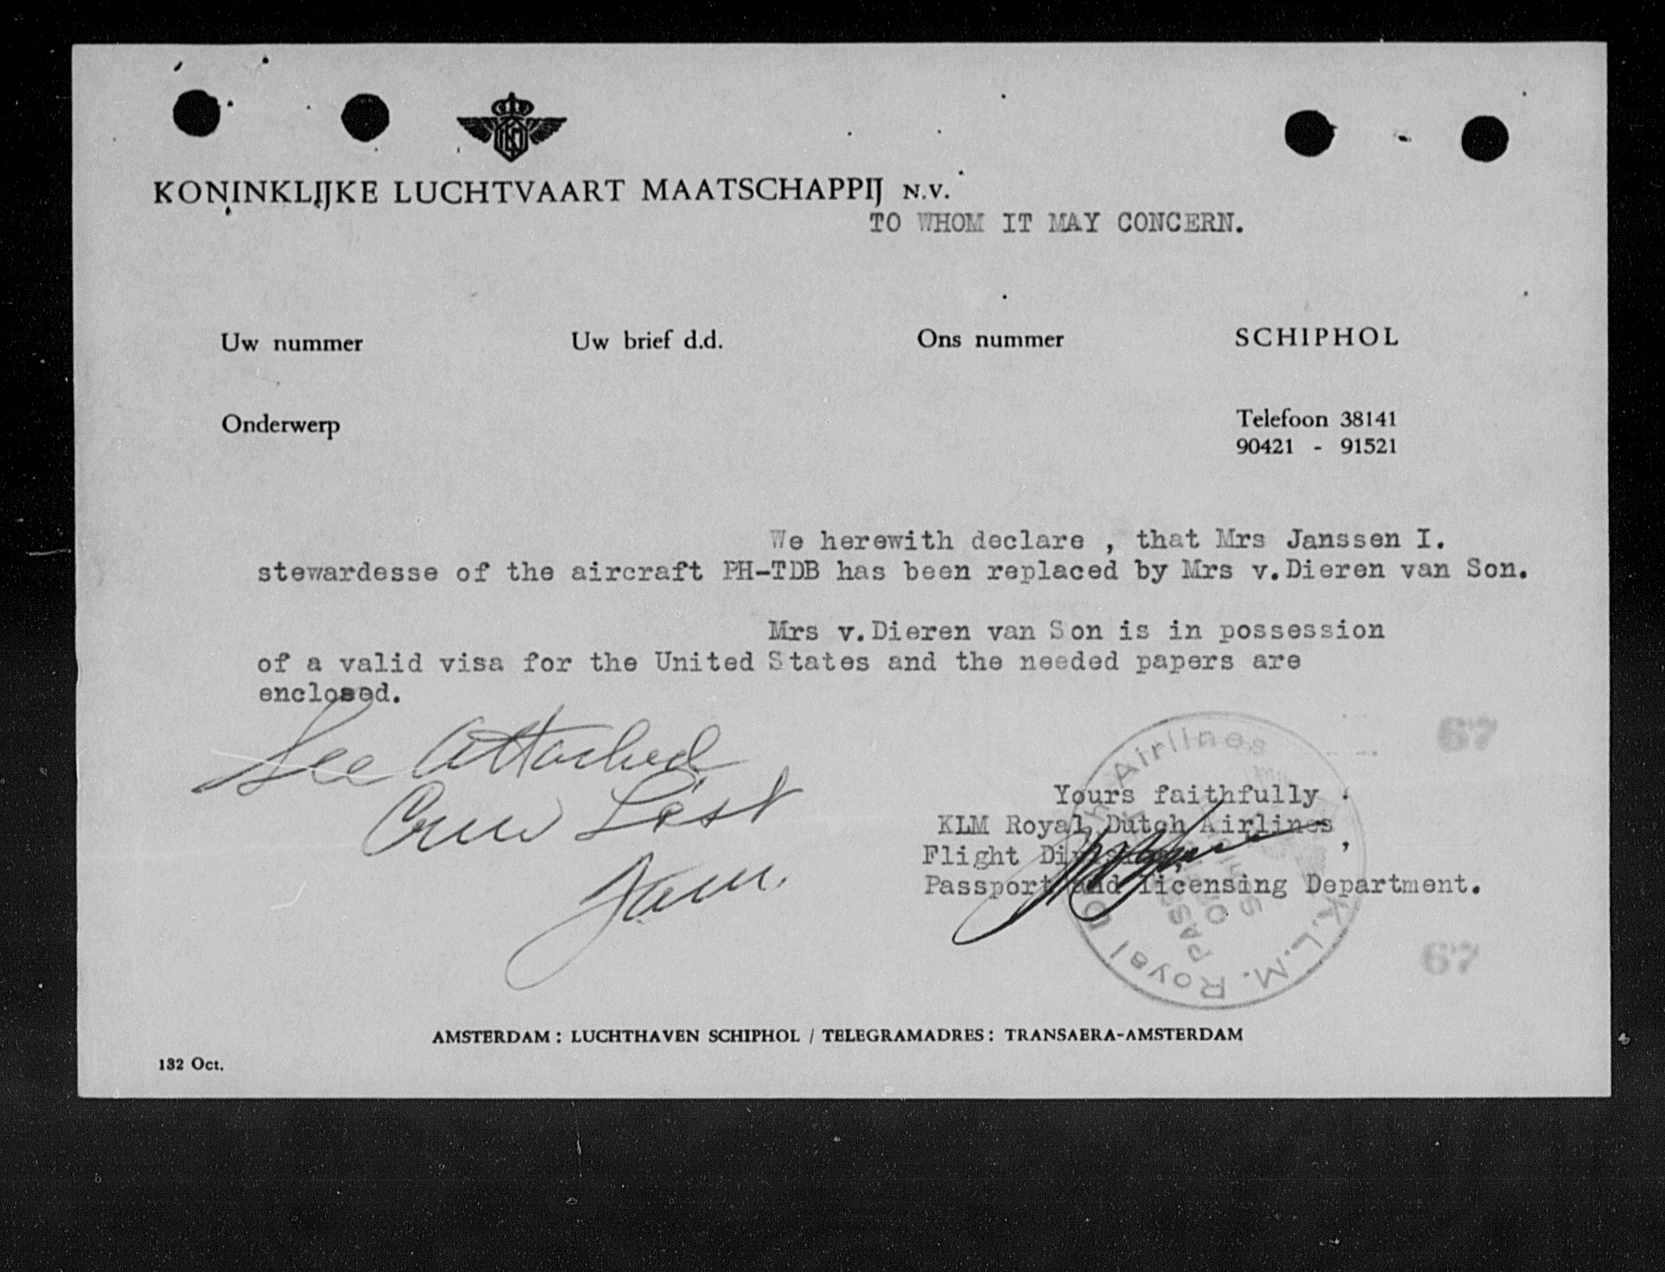 KONINKLIJKE LUCHTVAART MAATSCHAPPIJ N.V.
TO WHOM IT MAY CONCERN.
Uw nummer Uw brief d.d. Ons nummer SCHIPHOL
Onderwerp Telefoon 38141
90421 - 91521
We herewith declare , that Mrs Janssen I.
stewardesse of the aircraft PH-TDB has been replaced by Mrs v.Dieren van Son.
Mrs v.Dieren van Son is in possession
of a valid visa for the United States and the needed papers are
enclosed.
See Attached
Crew List
67
Yours faithfully
KLM Royal Dutch Airlines ,
Flight Division
Passport and licensing Department.
K.L.M. Royal Dutch Airlines
67
AMSTERDAM : LUCHTHAVEN SCHIPHOL / TELEGRAMADRES : TRANSAERA-AMSTERDAM
132 Oct.